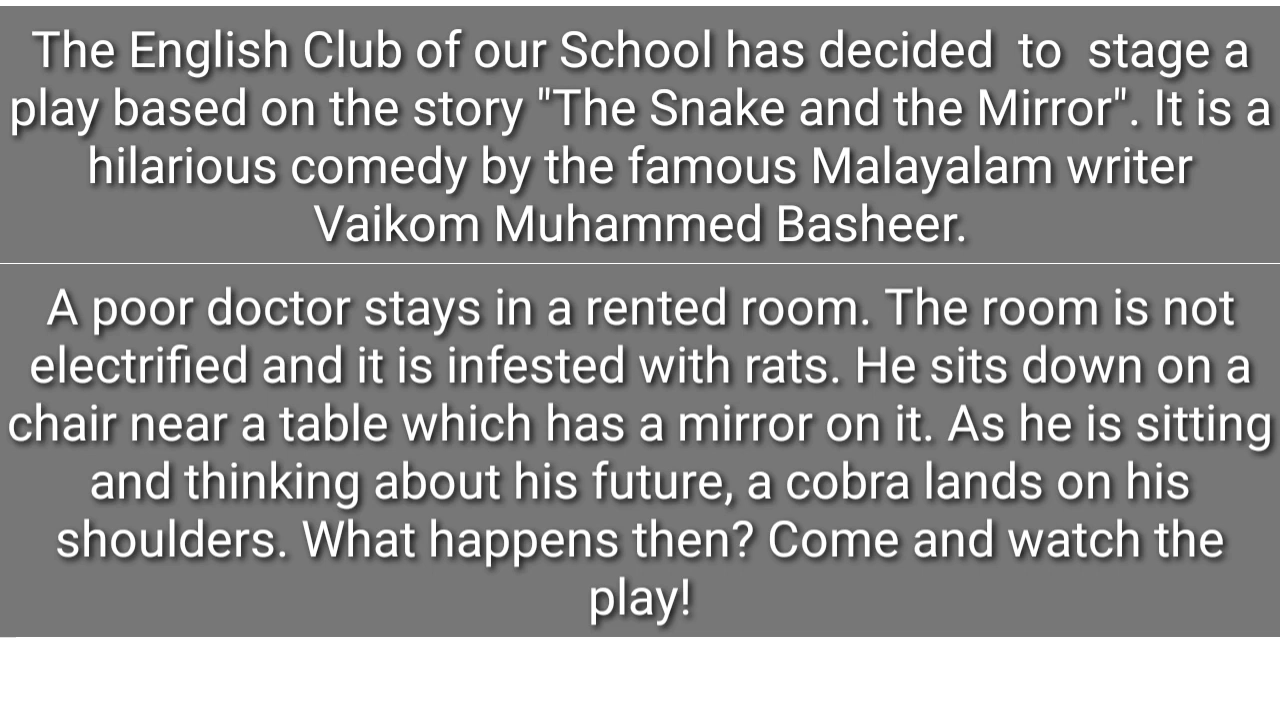 The English Club of our School has decided  to  stage a
play based on the story "The Snake and the Mirror". It is a
hilarious comedy by the famous Malayalam writer
Vaikom Muhammed Basheer.
A poor doctor stays in a rented room. The room is not
electrified and it is infested with rats. He sits down on a
chair near a table which has a mirror on it. As he is sitting
and thinking about his future, a cobra lands on his
shoulders. What happens then? Come and watch the
play!